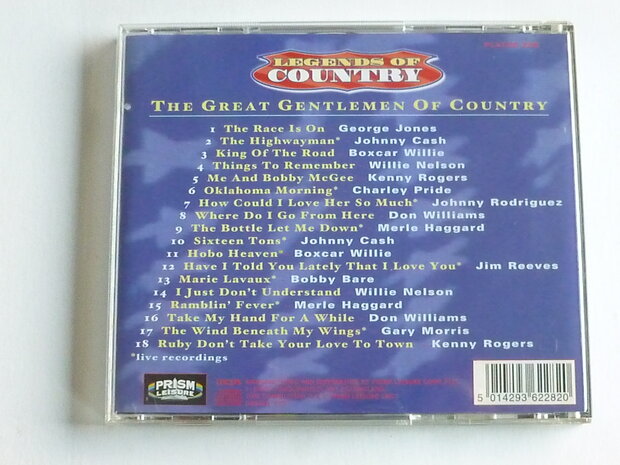 LEGENDS OF
COUNTRY
THE GREAT GENTLEMEN OF COUNTRY
1 The Race Is On George Jones
2 The Highwayman* Johnny Cash
3 King Of The Road Boxcar Willie
4 Things To Remember Willie Nelson
5 Me And Bobby McGee Kenny Rogers
6 Oklahoma Morning* Charley Pride
7 How Could I Love Her So Much* Johnny Rodriguez
8 Where Do I Go From Here Don Williams
9 The Bottle Let Me Down* Merle Haggard
10 Sixteen Tons* Johnny Cash
11 Hobo Heaven* Boxcar Willie
12 Have I Told You Lately That I Love You* Jim Reeves
13 Marie Lavaux* Bobby Bare
14 I Just Don't Understand Willie Nelson
15 Ramblin' Fever* Merle Haggard
16 Take My Hand For A While Don Williams
17 The Wind Beneath My Wings* Gary Morris
18 Ruby Don't Take Your Love To Town Kenny Rogers
*live recordings
PRISM
LEISURE
5 014293 622820